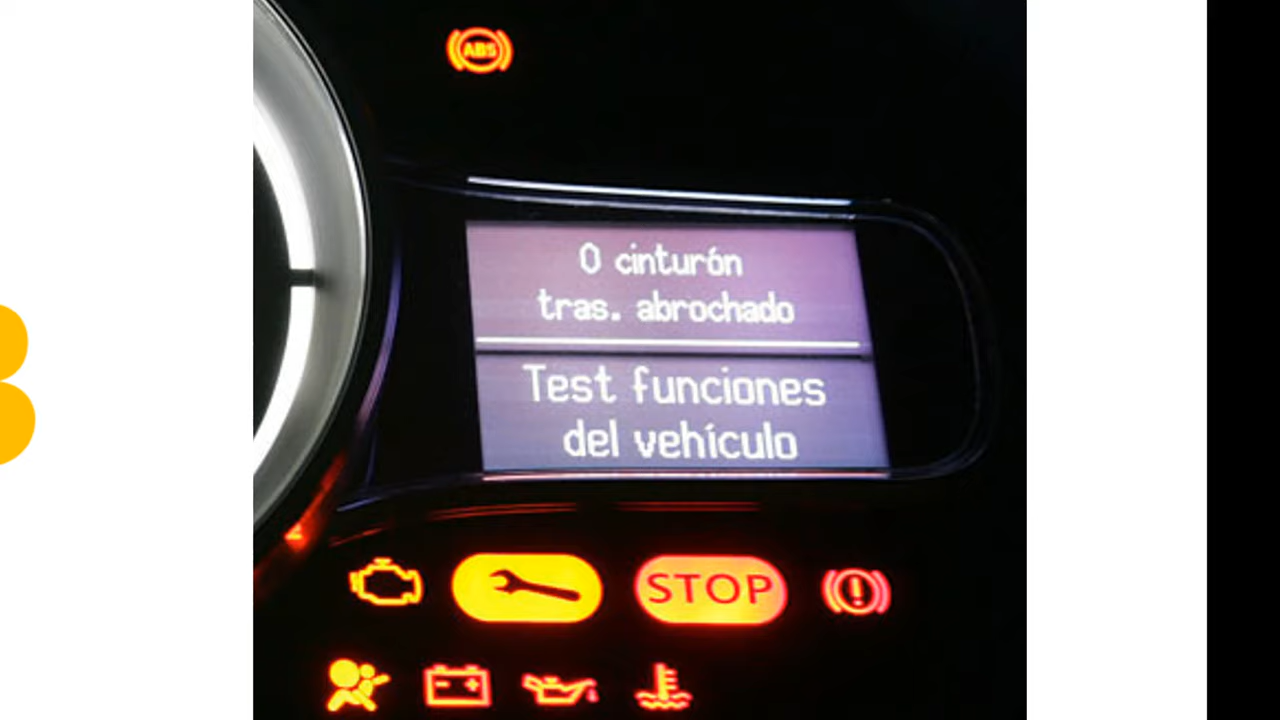 ABS
0 cinturón
tras. abrochado
Test funciones
del vehículo
STOP